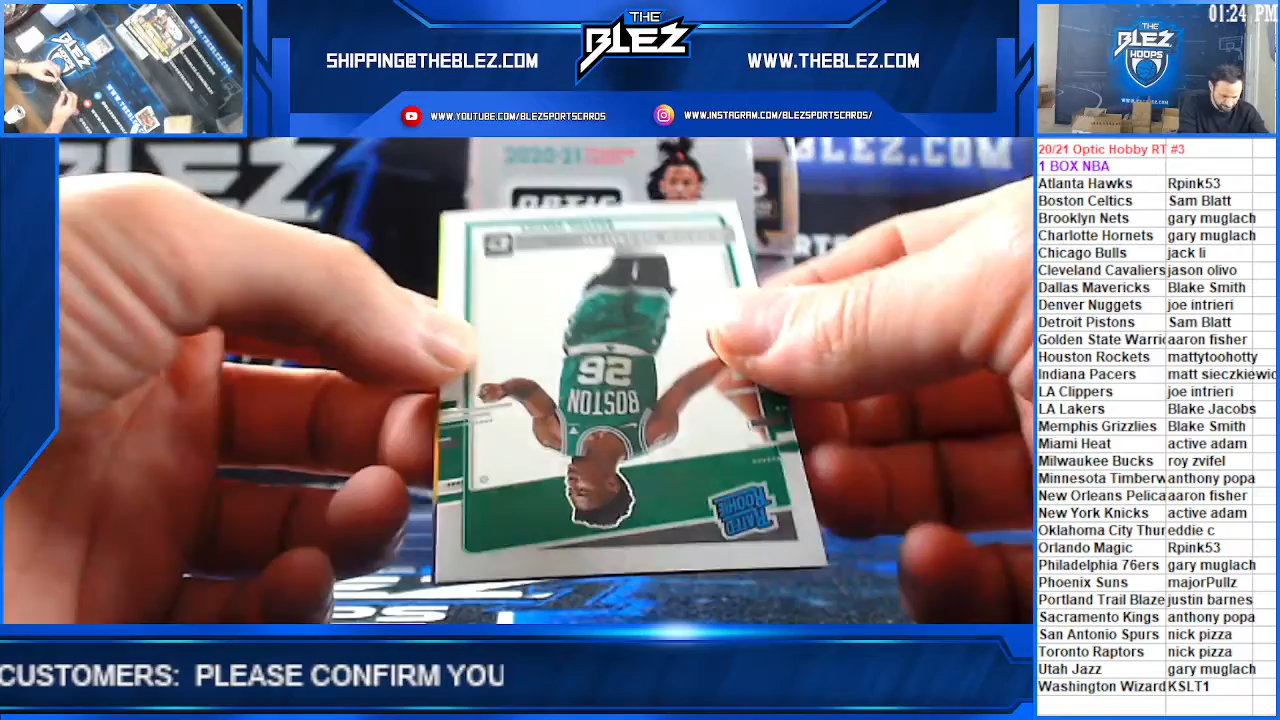 01:24 PM
THE
BLEZ
SHIPPING@THEBLEZ.COM
WWW.THEBLEZ.COM
THE
BLEZ
HOOPS
WWW.YOUTUBE.COM/BLEZSPORTSCARDS
WWW.INSTAGRAM.COM/BLEZSPORTSCARDS/
20/21 Optic Hobby RT #3
1 BOX NBA
Atlanta Hawks Rpink53
Boston Celtics Sam Blatt
Brooklyn Nets gary muglach
Charlotte Hornets gary muglach
Chicago Bulls jack li
Cleveland Cavaliers jason olivo
Dallas Mavericks Blake Smith
Denver Nuggets joe intrieri
Detroit Pistons Sam Blatt
Golden State Warri aaron fisher
Houston Rockets mattytoohotty
Indiana Pacers matt sieczkiewic
LA Clippers joe intrieri
LA Lakers Blake Jacobs
Memphis Grizzlies Blake Smith
Miami Heat active adam
Milwaukee Bucks roy zvifel
Minnesota Timberw anthony popa
New Orleans Pelica aaron fisher
New York Knicks active adam
Oklahoma City Thur eddie c
Orlando Magic Rpink53
Philadelphia 76ers gary muglach
Phoenix Suns majorPullz
Portland Trail Blaze justin barnes
Sacramento Kings anthony popa
San Antonio Spurs nick pizza
Toronto Raptors nick pizza
Utah Jazz gary muglach
Washington Wizard KSLT1
2020-21
OPTIC
BLEZ.COM
BOSTON
92
RATED
ROOKIE
CUSTOMERS: PLEASE CONFIRM YOU